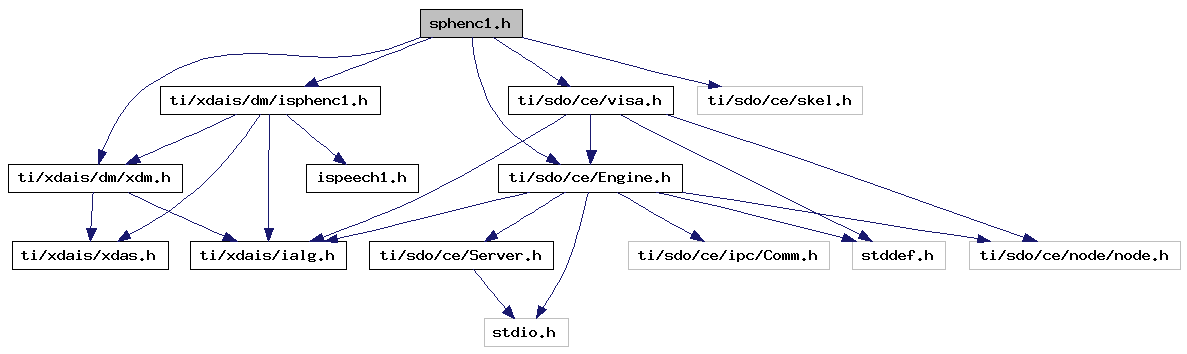 sphenc1.h
ti/xdais/dm/isphenc1.h
ti/sdo/ce/visa.h
ti/sdo/ce/skel.h
ti/xdais/dm/xdm.h
ispeech1.h
ti/sdo/ce/Engine.h
ti/xdais/xdas.h
ti/xdais/ialg.h
ti/sdo/ce/Server.h
ti/sdo/ce/ipc/Comm.h
stddef.h
ti/sdo/ce/node/node.h
stdio.h